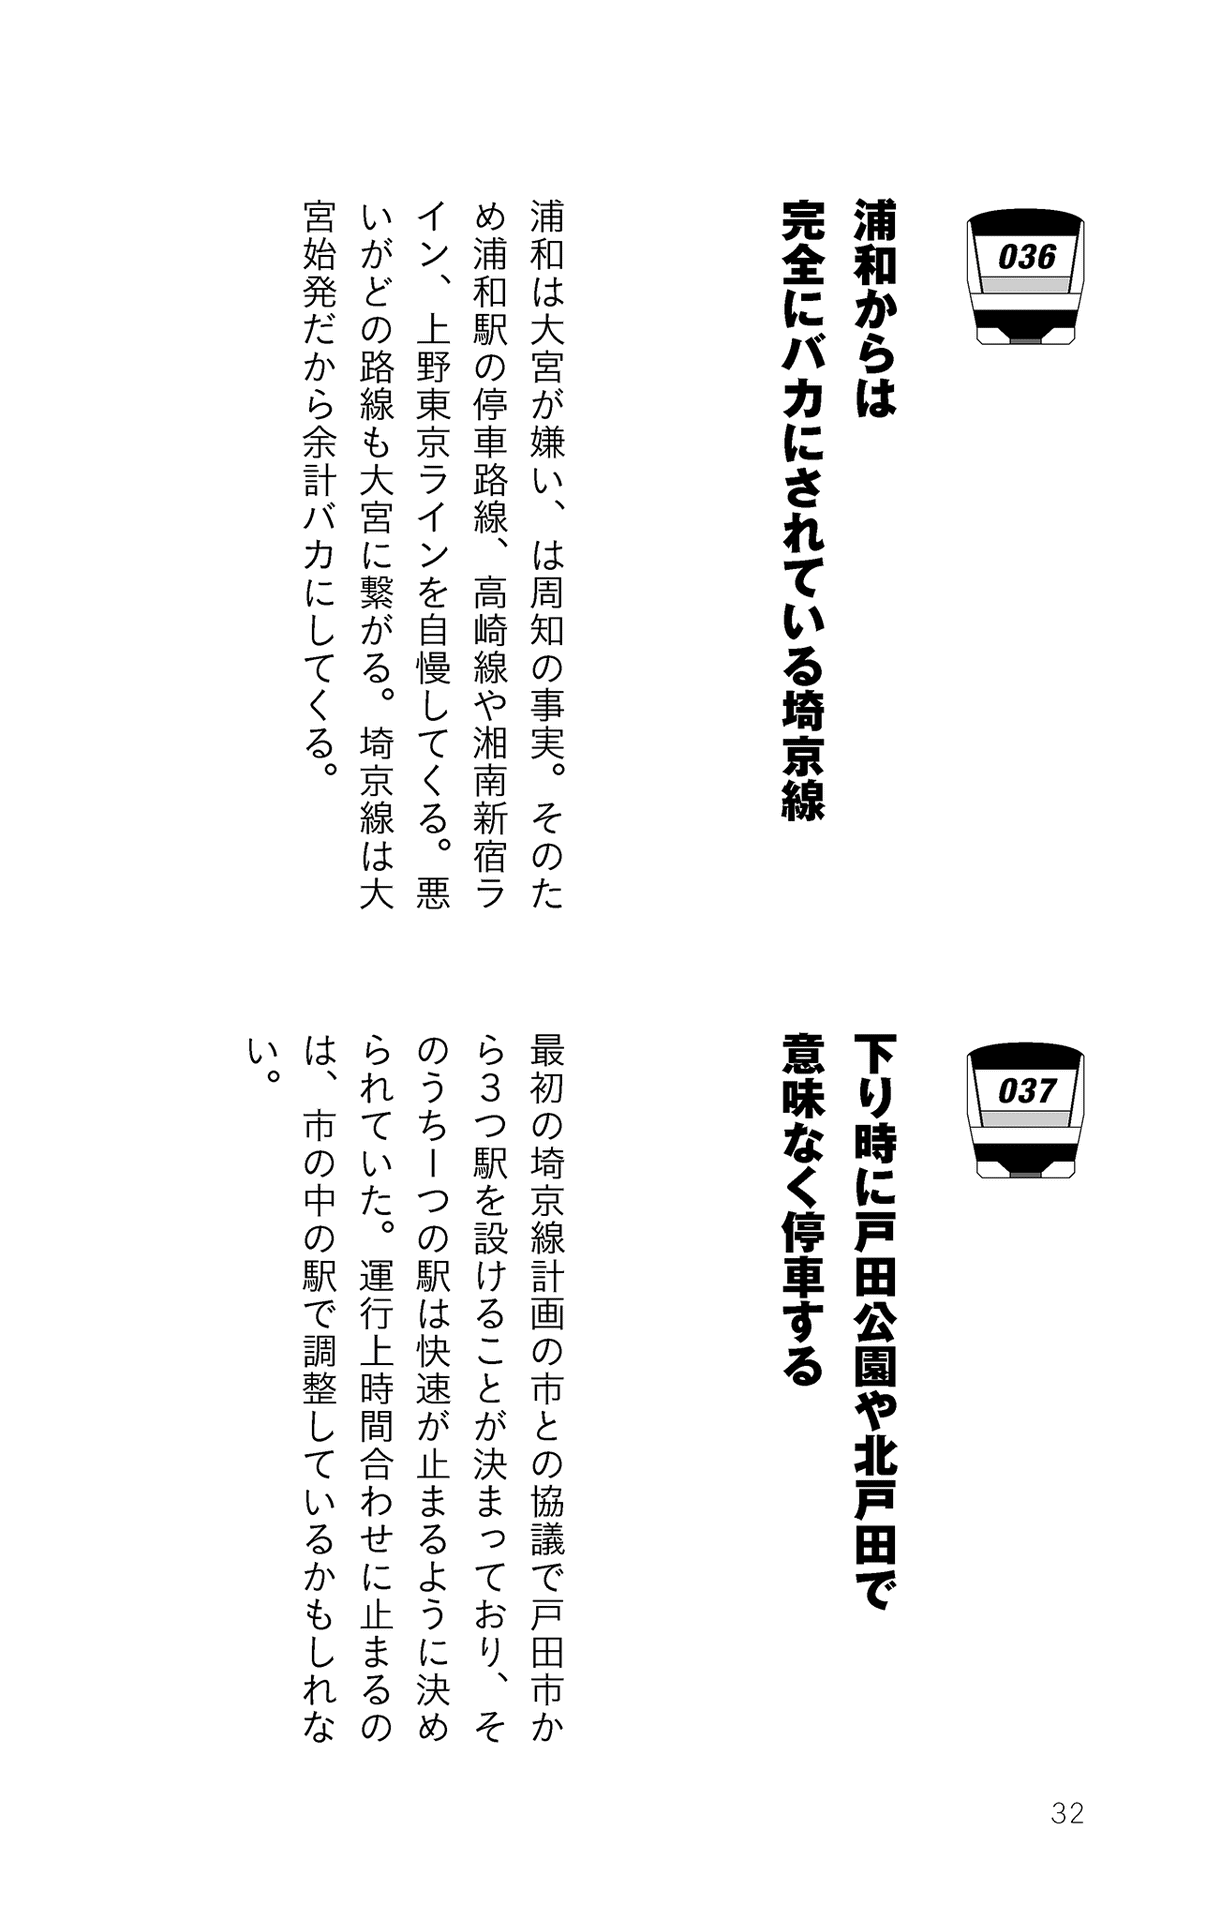 036
浦和からは
完全にバカにされている埼京線
浦和は大宮が嫌い、は周知の事実。そのた
め浦和駅の停車路線、高崎線や湘南新宿ラ
イン、上野東京ラインを自慢してくる。悪
いがどの路線も大宮に繋がる。埼京線は大
宮始発だから余計バカにしてくる。
037
下り時に戸田公園や北戸田で
意味なく停車する
最初の埼京線計画の市との協議で戸田市か
ら3つ駅を設けることが決まっており、そ
のうち一つの駅は快速が止まるように決め
られていた。運行上時間合わせに止まるの
は、市の中の駅で調整しているかもしれな
い。
32